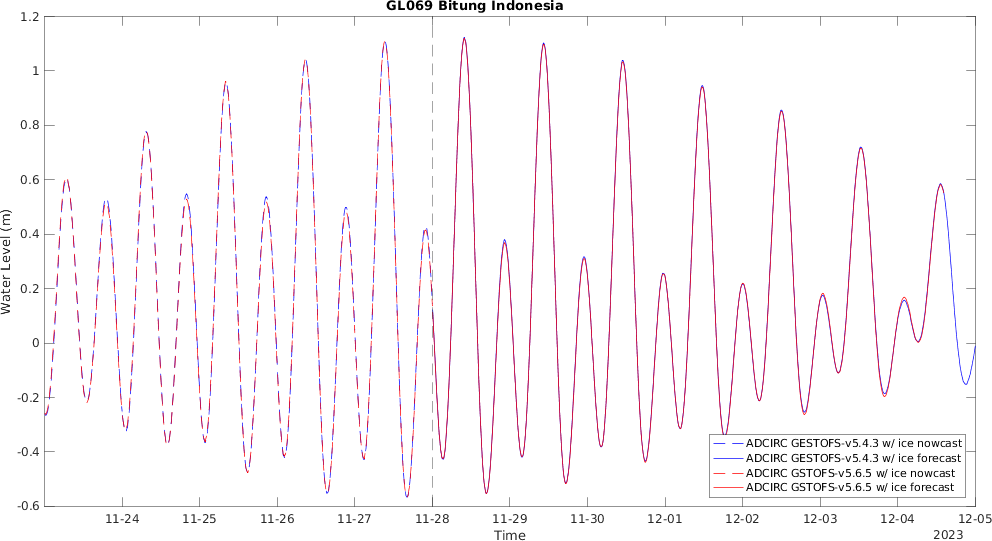 GL069 Bitung Indonesia
1.2
1
0.8
0.6
0.4
0.2
0
-0.2
-0.4
-0.6
Water Level (m)
11-24 11-25 11-26 11-27 11-28 11-29 11-30 12-01 12-02 12-03 12-04 12-05
Time
2023
ADCIRC GESTOFS-v5.4.3 w/ ice nowcast
ADCIRC GESTOFS-v5.4.3 w/ ice forecast
ADCIRC GSTOFS-v5.6.5 w/ ice nowcast
ADCIRC GSTOFS-v5.6.5 w/ ice forecast